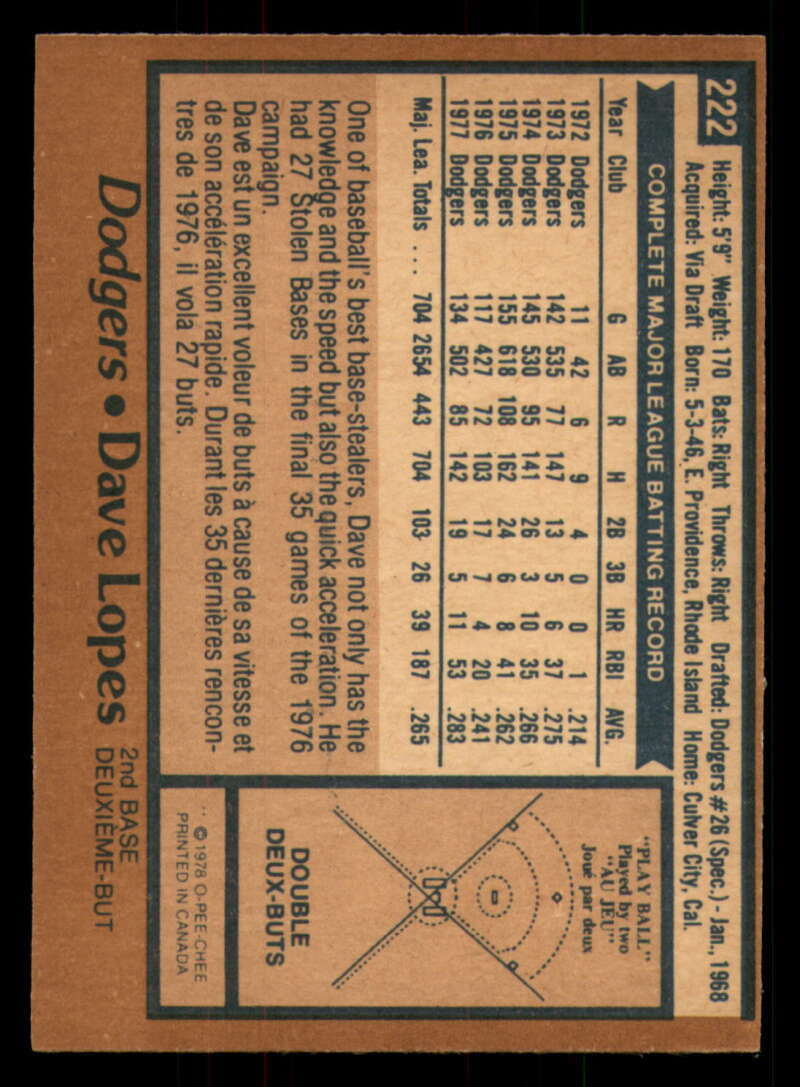 222
Height: 5'9" Weight: 170 Bats: Right Throws: Right Drafted: Dodgers #26 (Spec.) - Jan., 1968
Acquired: Via Draft Born: 5-3-46, E. Providence, Rhode Island Home: Culver City, Cal.
COMPLETE MAJOR LEAGUE BATTING RECORD
Year Club G AB R H 2B 3B HR RBI AVG.
1972 Dodgers 11 42 6 9 4 0 0 1 .214
1973 Dodgers 142 535 77 147 13 5 6 37 .275
1974 Dodgers 145 530 95 141 26 3 10 35 .266
1975 Dodgers 155 618 108 162 24 6 8 41 .262
1976 Dodgers 117 427 72 103 17 7 4 20 .241
1977 Dodgers 134 502 85 142 19 5 11 53 .283
Maj. Lea. Totals ... 704 2654 443 704 103 26 39 187 .265
One of baseball's best base-stealers, Dave not only has the
knowledge and the speed but also the quick acceleration. He
had 27 Stolen Bases in the final 35 games of the 1976
campaign.
Dave est un excellent voleur de buts à cause de sa vitesse et
de son accélération rapide. Durant les 35 dernières rencon-
tres de 1976, il vola 27 buts.
"PLAY BALL"
Played by two
"AU JEU"
Joué par deux
DOUBLE
DEUX-BUTS
©1978 O-PEE-CHEE
PRINTED IN CANADA
Dodgers • Dave Lopes 2nd BASE
DEUXIÈME-BUT